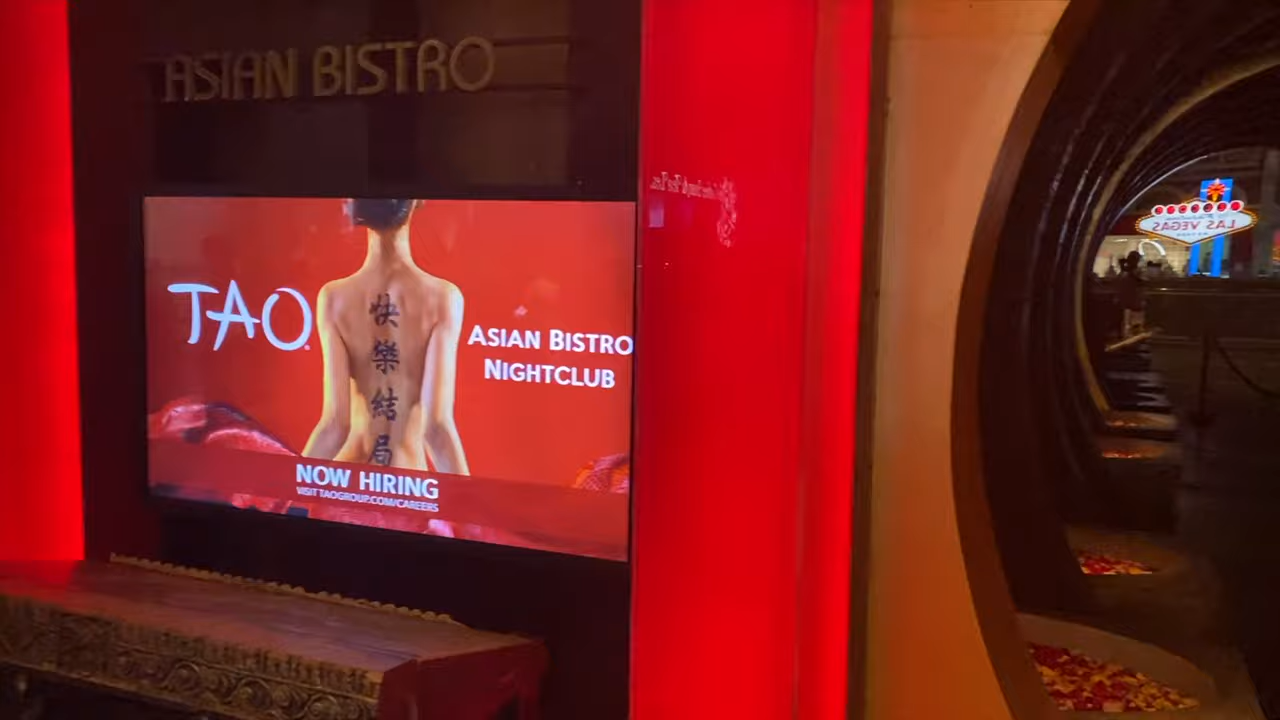 ASIAN BISTRO
TAO
快樂結局
ASIAN BISTRO
NIGHTCLUB
NOW HIRING
VISIT TAOGROUP.COM/CAREERS
LAS VEGAS